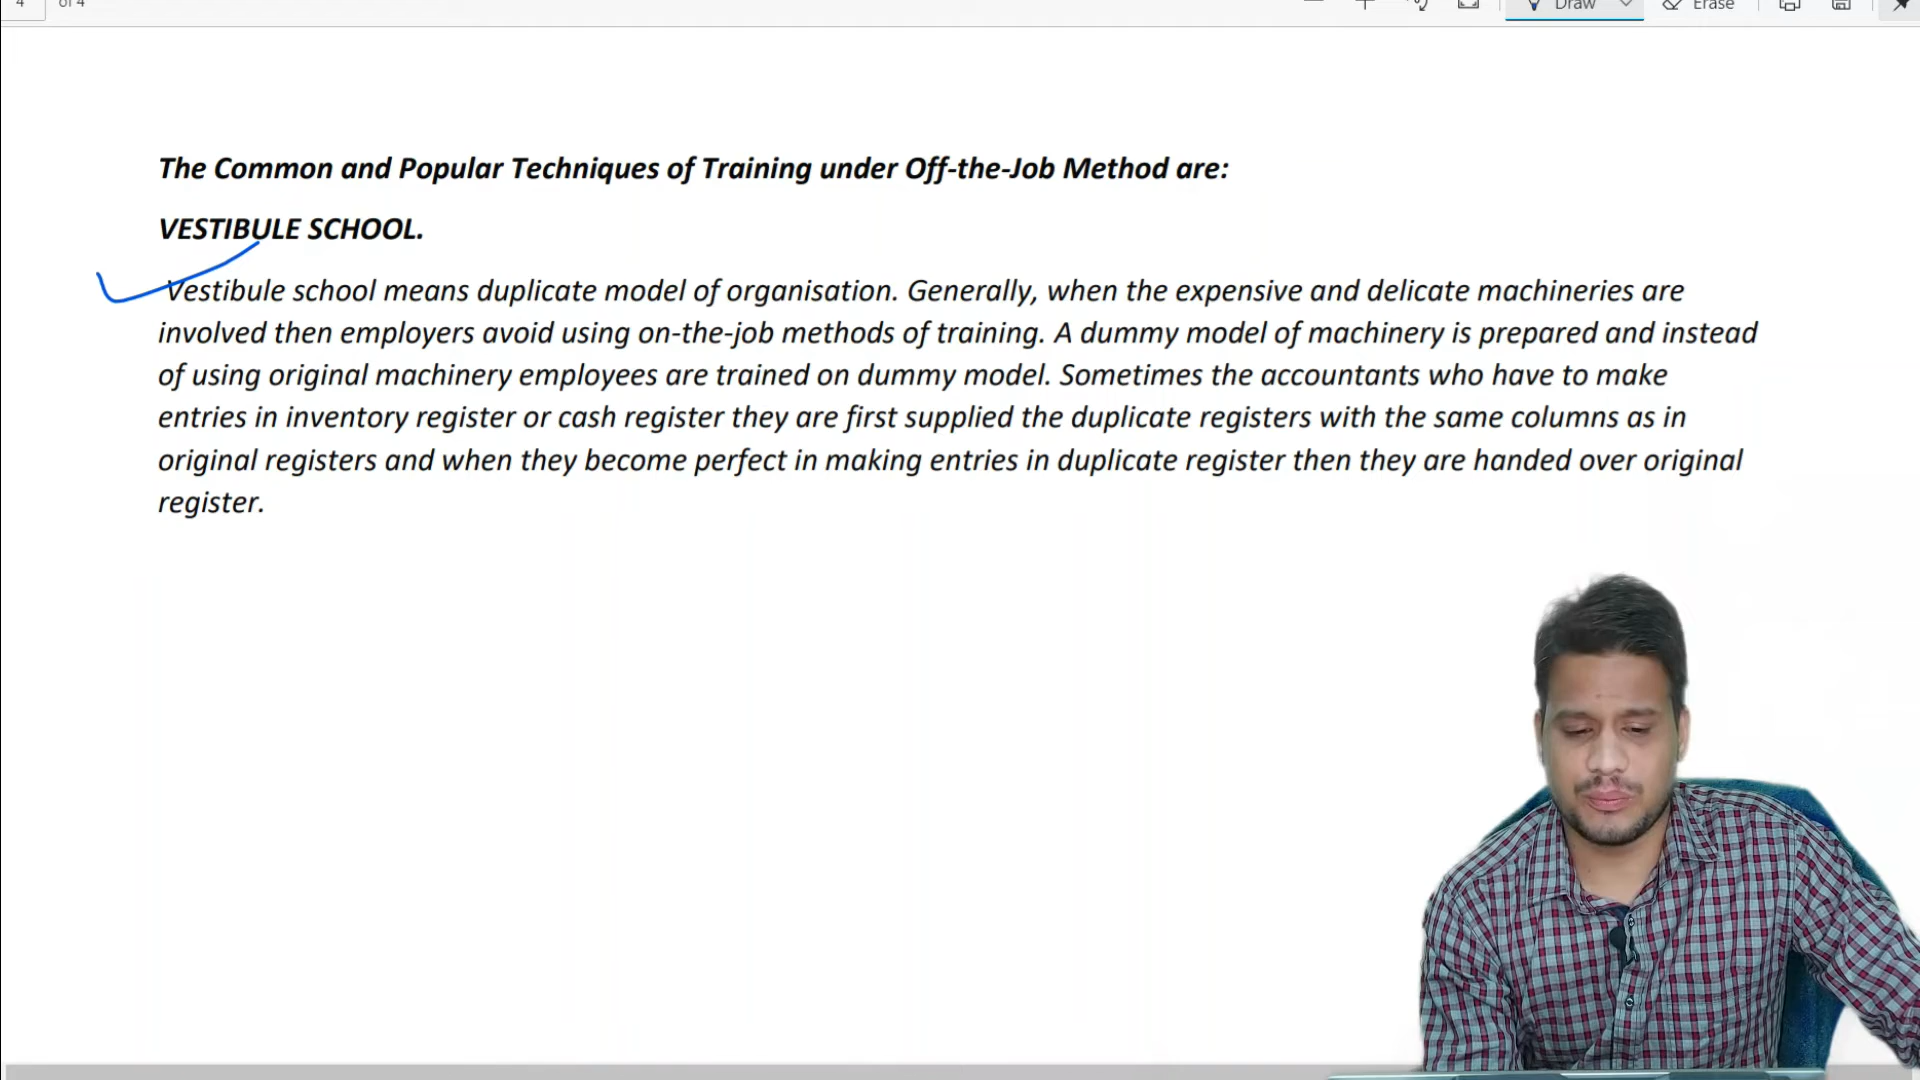 4 of 4 Draw Erase
The Common and Popular Techniques of Training under Off-the-Job Method are:
VESTIBULE SCHOOL.
Vestibule school means duplicate model of organisation. Generally, when the expensive and delicate machineries are
involved then employers avoid using on-the-job methods of training. A dummy model of machinery is prepared and instead
of using original machinery employees are trained on dummy model. Sometimes the accountants who have to make
entries in inventory register or cash register they are first supplied the duplicate registers with the same columns as in
original registers and when they become perfect in making entries in duplicate register then they are handed over original
register.